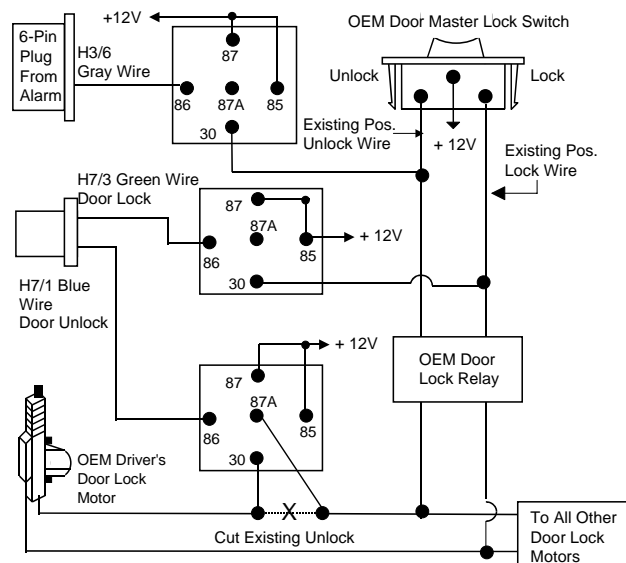 6-Pin
Plug
From
Alarm
H3/6
Gray Wire
+12V
87
86
87A
85
30
OEM Door Master Lock Switch
Unlock
Lock
Existing Pos.
Unlock Wire
+ 12V
Existing Pos.
Lock Wire
H7/3 Green Wire
Door Lock
87
87A
86
85
30
+ 12V
H7/1 Blue
Wire
Door Unlock
+ 12V
87
87A
86
85
30
OEM Door
Lock Relay
OEM Driver's
Door Lock
Motor
X
Cut Existing Unlock
To All Other
Door Lock
Motors